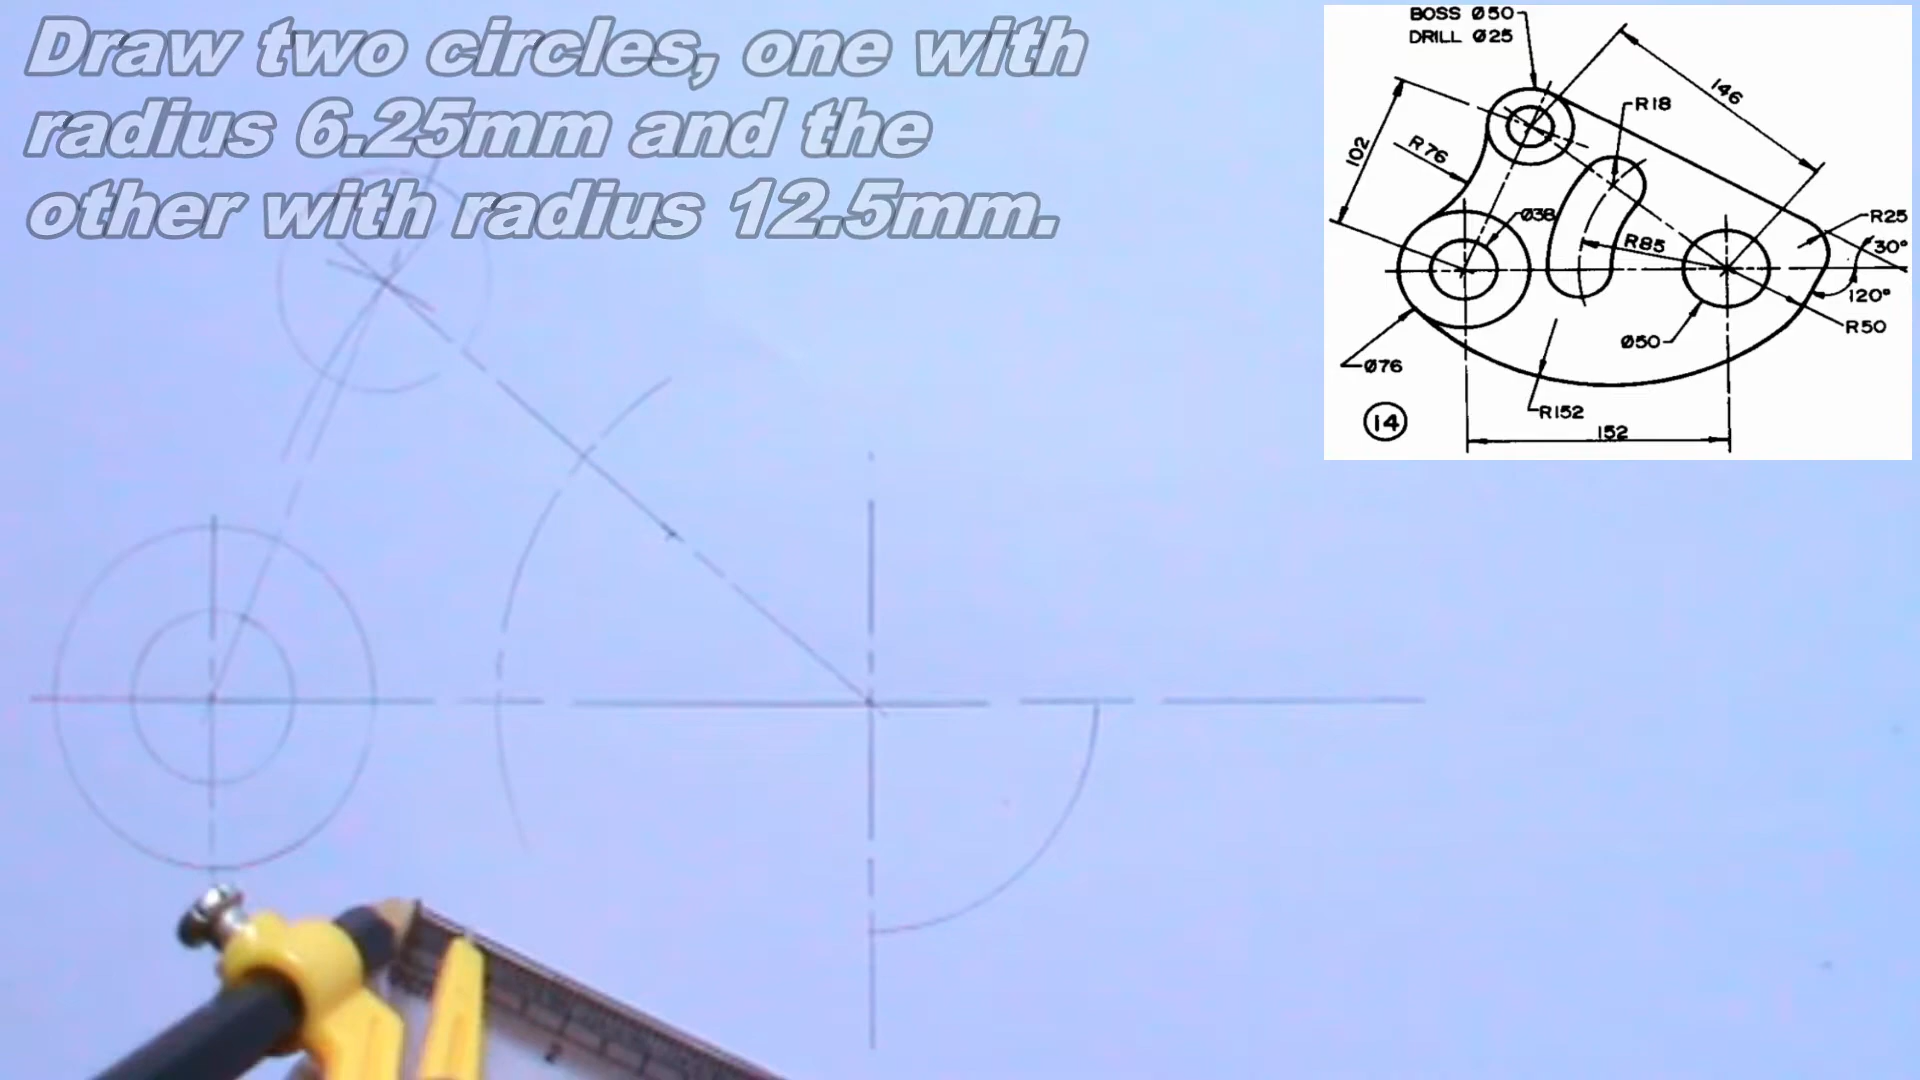 Draw two circles, one with
radius 6.25mm and the
other with radius 12.5mm.
BOSS Ø50
DRILL Ø25
146
R18
102
R76
Ø38
R25
R85
30°
120°
Ø50
R50
Ø76
R152
14
152
2